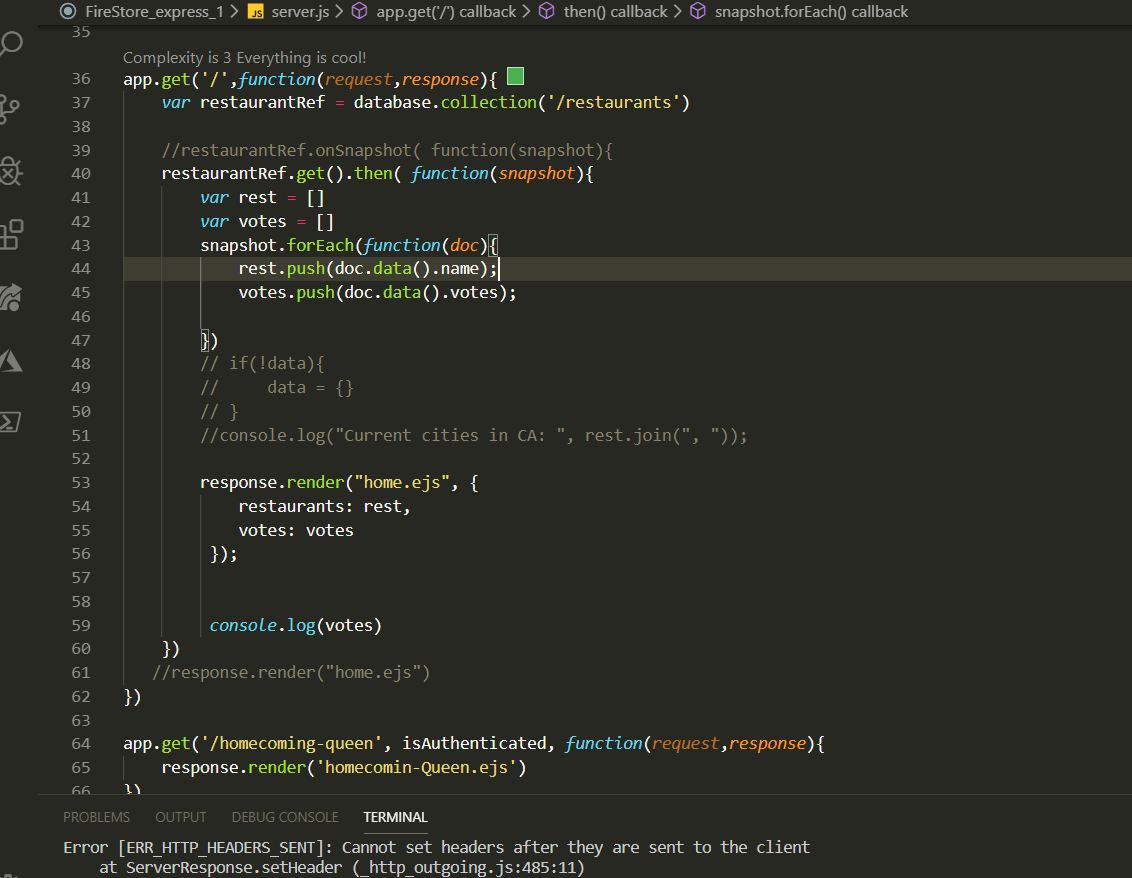 FireStore_express_1 > JS server.js > app.get('/') callback > then() callback > snapshot.forEach() callback
35
Complexity is 3 Everything is cool!
36 app.get('/',function(request,response){
37     var restaurantRef = database.collection('/restaurants')
38
39     //restaurantRef.onSnapshot( function(snapshot){
40     restaurantRef.get().then( function(snapshot){
41         var rest = []
42         var votes = []
43         snapshot.forEach(function(doc){
44             rest.push(doc.data().name);
45             votes.push(doc.data().votes);
46
47         })
48         // if(!data){
49         //     data = {}
50         // }
51         //console.log("Current cities in CA: ", rest.join(", "));
52
53         response.render("home.ejs", {
54             restaurants: rest,
55             votes: votes
56          });
57
58
59          console.log(votes)
60     })
61    //response.render("home.ejs")
62 })
63
64 app.get('/homecoming-queen', isAuthenticated, function(request,response){
65     response.render('homecomin-Queen.ejs')
66 })
PROBLEMS OUTPUT DEBUG CONSOLE TERMINAL
Error [ERR_HTTP_HEADERS_SENT]: Cannot set headers after they are sent to the client
    at ServerResponse.setHeader (_http_outgoing.js:485:11)